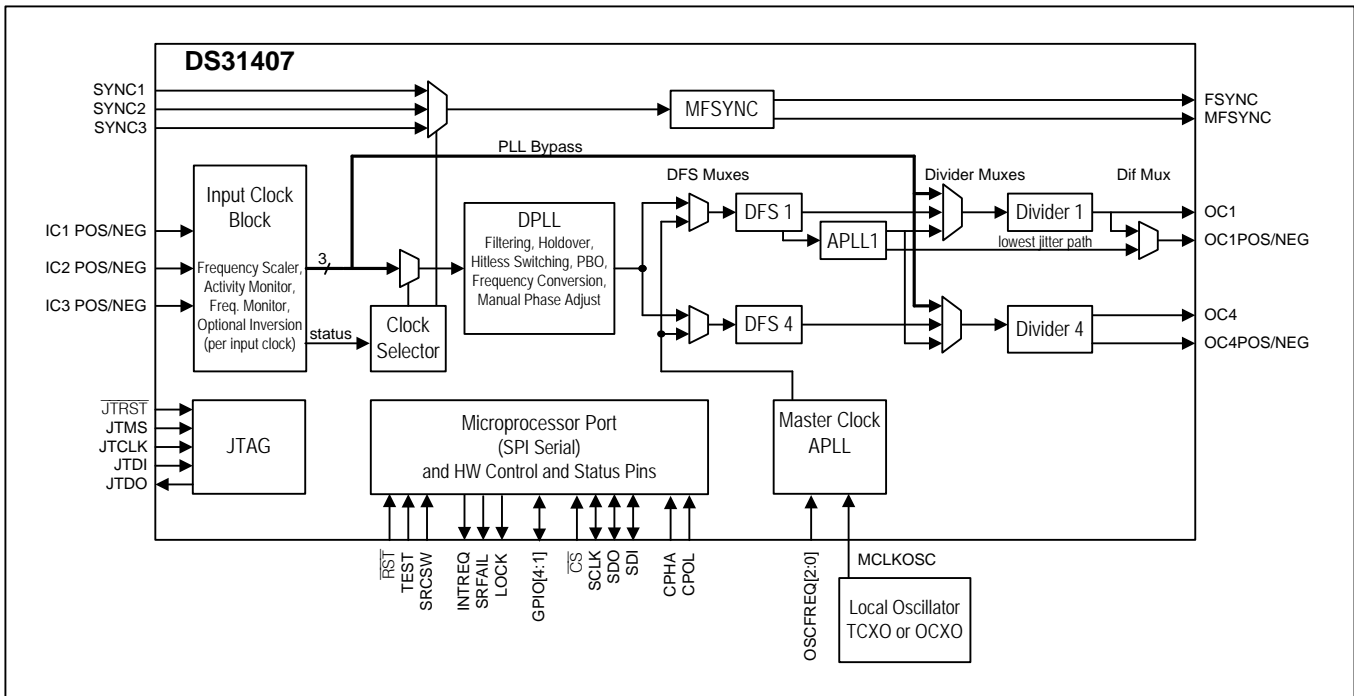 DS31407
SYNC1
SYNC2
SYNC3
MFSYNC
FSYNC
MFSYNC
PLL Bypass
DFS Muxes
Divider Muxes
Dif Mux
Input Clock
Block
Frequency Scaler,
Activity Monitor,
Freq. Monitor,
Optional Inversion
(per input clock)
IC1 POS/NEG
IC2 POS/NEG
IC3 POS/NEG
3
status
Clock
Selector
DPLL
Filtering, Holdover,
Hitless Switching, PBO,
Frequency Conversion,
Manual Phase Adjust
DFS 1
APLL1
Divider 1
lowest jitter path
OC1
OC1POS/NEG
DFS 4
Divider 4
OC4
OC4POS/NEG
JTRST
JTMS
JTCLK
JTDI
JTDO
JTAG
Microprocessor Port
(SPI Serial)
and HW Control and Status Pins
Master Clock
APLL
RST
TEST
SRCSW
INTREQ
SRFAIL
LOCK
GPIO[4:1]
CS
SCLK
SDO
SDI
CPHA
CPOL
OSCFREQ[2:0]
MCLKOSC
Local Oscillator
TCXO or OCXO